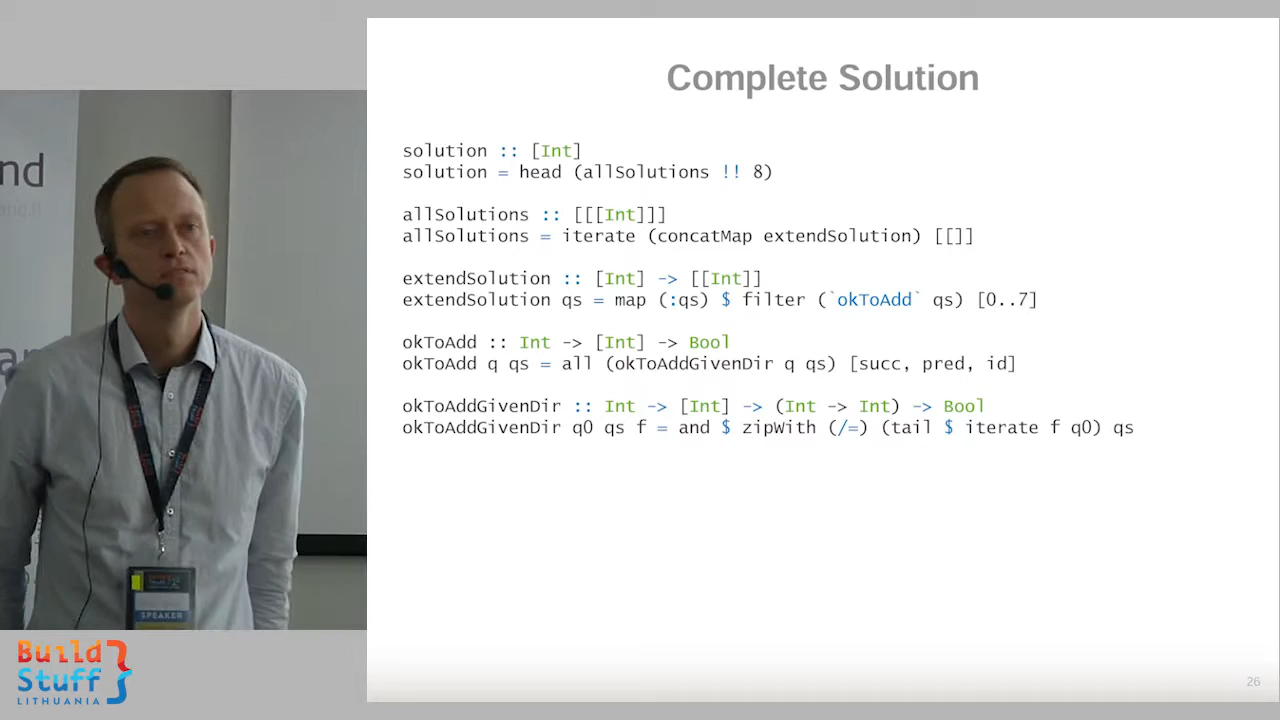 Complete Solution
solution :: [Int]
solution = head (allSolutions !! 8)
allSolutions :: [[[Int]]]
allSolutions = iterate (concatMap extendSolution) [[]]
extendSolution :: [Int] -> [[Int]]
extendSolution qs = map (:qs) $ filter (`okToAdd` qs) [0..7]
okToAdd :: Int -> [Int] -> Bool
okToAdd q qs = all (okToAddGivenDir q qs) [succ, pred, id]
okToAddGivenDir :: Int -> [Int] -> (Int -> Int) -> Bool
okToAddGivenDir q0 qs f = and $ zipWith (/=) (tail $ iterate f q0) qs
26
nd
SPEAKER
Build
Stuff
LITHUANIA